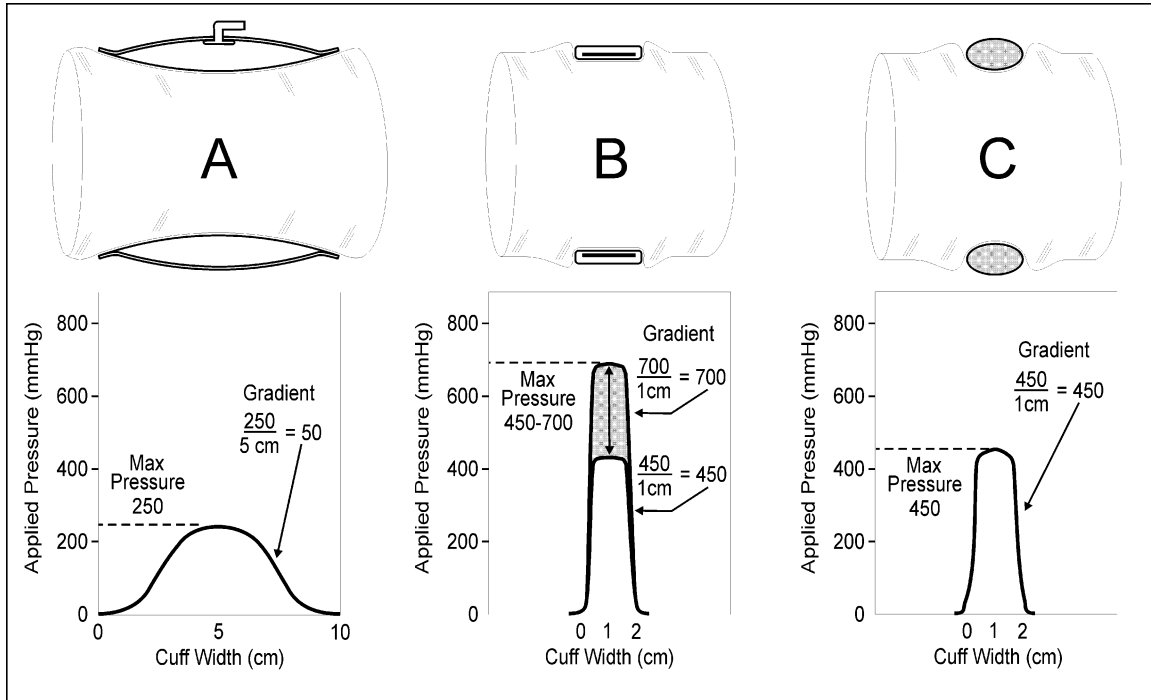 A
B
C
Applied Pressure (mmHg)
800
600
400
200
0
Gradient
250
5 cm
= 50
Max
Pressure
250
0 5 10
Cuff Width (cm)
Applied Pressure (mmHg)
800
600
400
200
0
Gradient
700
1cm
= 700
Max
Pressure
450-700
450
1cm
= 450
0 1 2
Cuff Width (cm)
Applied Pressure (mmHg)
800
600
400
200
0
Gradient
450
1cm
= 450
Max
Pressure
450
0 1 2
Cuff Width (cm)